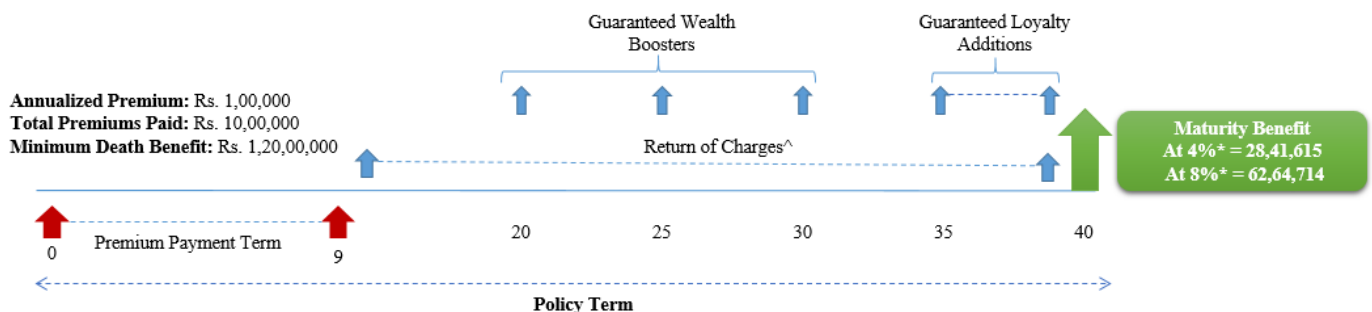 Guaranteed Wealth
Boosters
Guaranteed Loyalty
Additions
Annualized Premium: Rs. 1,00,000
Total Premiums Paid: Rs. 10,00,000
Minimum Death Benefit: Rs. 1,20,00,000
Return of Charges^
Maturity Benefit
At 4%* = 28,41,615
At 8%* = 62,64,714
Premium Payment Term
0
9
20
25
30
35
40
Policy Term